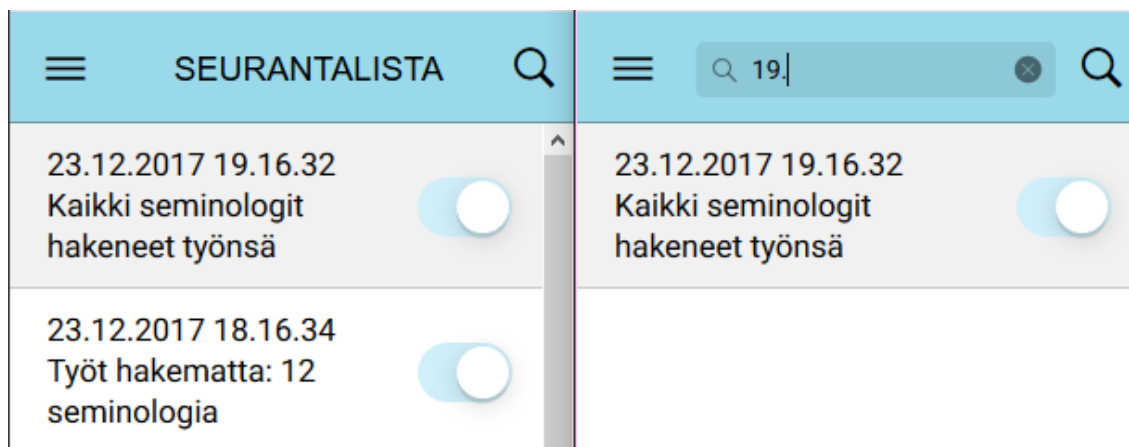 SEURANTALISTA
23.12.2017 19.16.32
Kaikki seminologit
hakeneet työnsä
23.12.2017 18.16.34
Työt hakematta: 12
seminologia
19.
23.12.2017 19.16.32
Kaikki seminologit
hakeneet työnsä